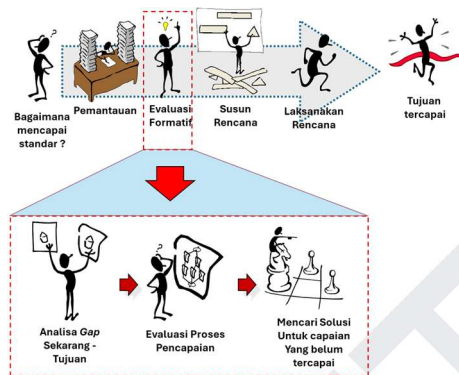 Bagaimana
mencapai
standar ?
Pemantauan
Evaluasi
Formatif
Susun
Rencana
Laksanakan
Rencana
Tujuan
tercapai
Analisa Gap
Sekarang -
Tujuan
Evaluasi Proses
Pencapaian
Mencari Solusi
Untuk capaian
Yang belum
tercapai